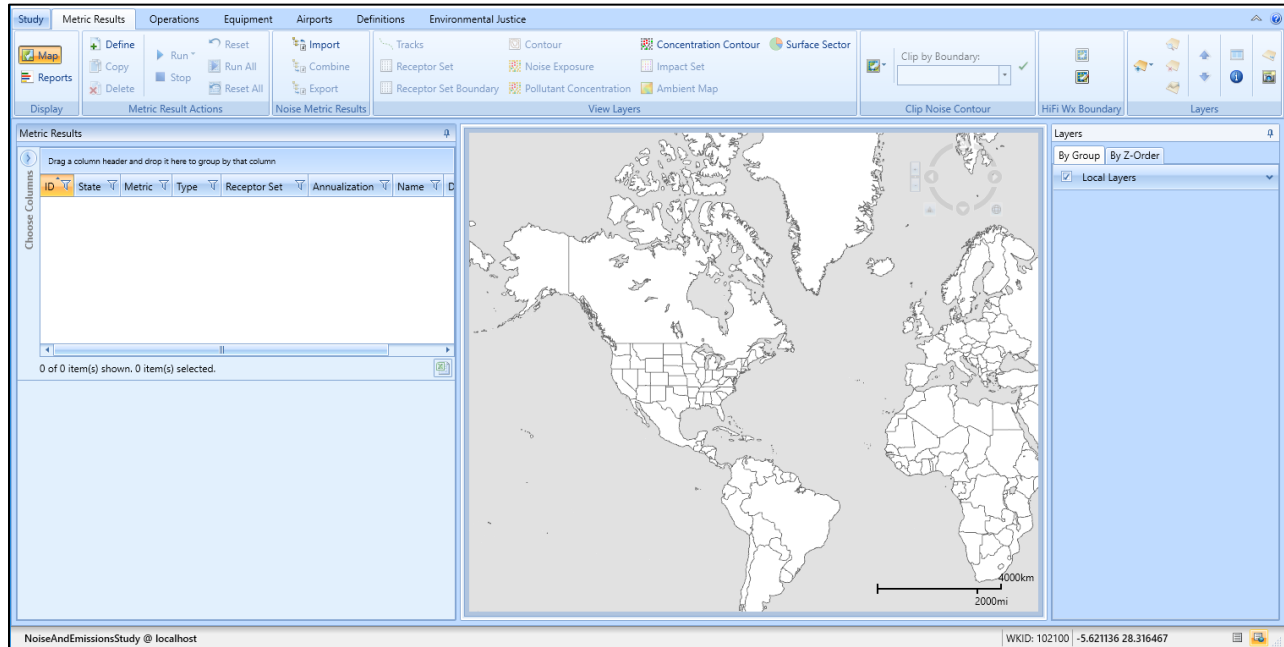 Study Metric Results Operations Equipment Airports Definitions Environmental Justice
Map
Reports
Display
Define
Copy
Delete
Run
Stop
Reset
Run All
Reset All
Metric Result Actions
Import
Combine
Export
Noise Metric Results
Tracks
Receptor Set
Receptor Set Boundary
Contour
Noise Exposure
Pollutant Concentration
Concentration Contour
Impact Set
Ambient Map
Surface Sector
View Layers
Clip by Boundary:
Clip Noise Contour
HiFi Wx Boundary
Layers
Metric Results
Choose Columns
Drag a column header and drop it here to group by that column
ID State Metric Type Receptor Set Annualization Name D
0 of 0 item(s) shown. 0 item(s) selected.
4000km
2000mi
Layers
By Group By Z-Order
Local Layers
NoiseAndEmissionsStudy @ localhost
WKID: 102100 -5.621136 28.316467